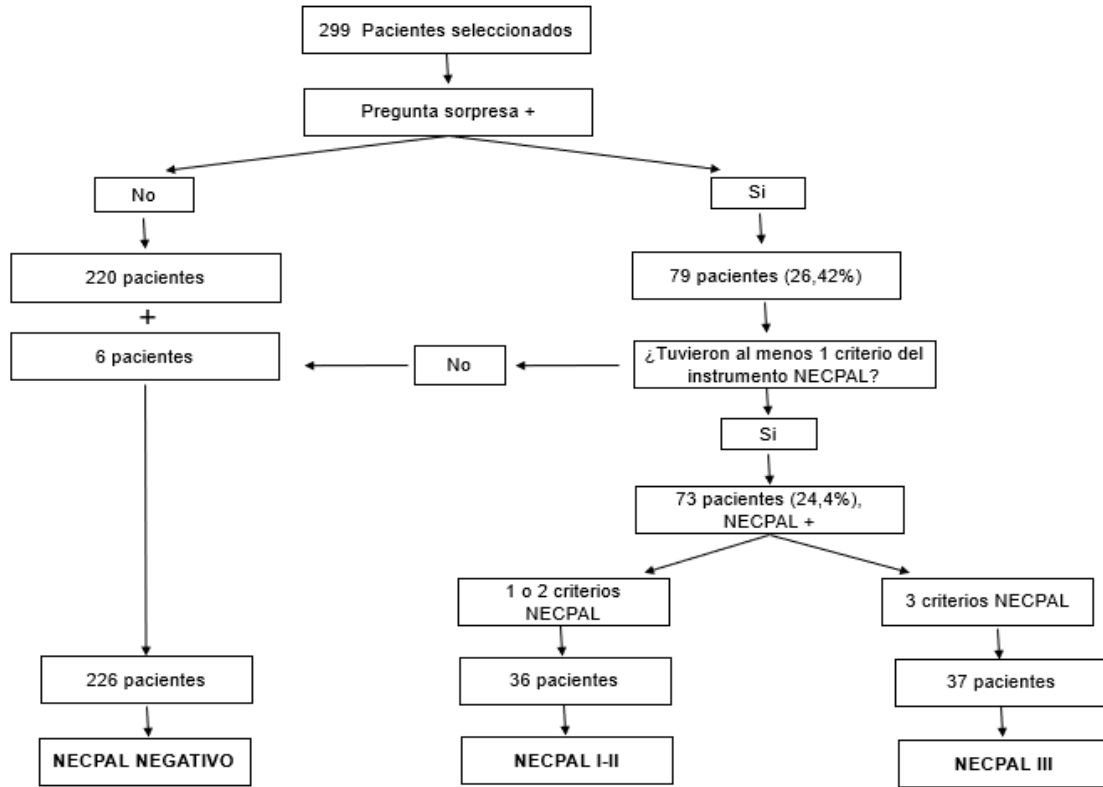 299 Pacientes seleccionados
Pregunta sorpresa +
No
Si
220 pacientes
79 pacientes (26,42%)
+
6 pacientes
No
¿Tuvieron al menos 1 criterio del
instrumento NECPAL?
Si
73 pacientes (24,4%),
NECPAL +
1 o 2 criterios
NECPAL
3 criterios NECPAL
226 pacientes
36 pacientes
37 pacientes
NECPAL NEGATIVO
NECPAL I-II
NECPAL III